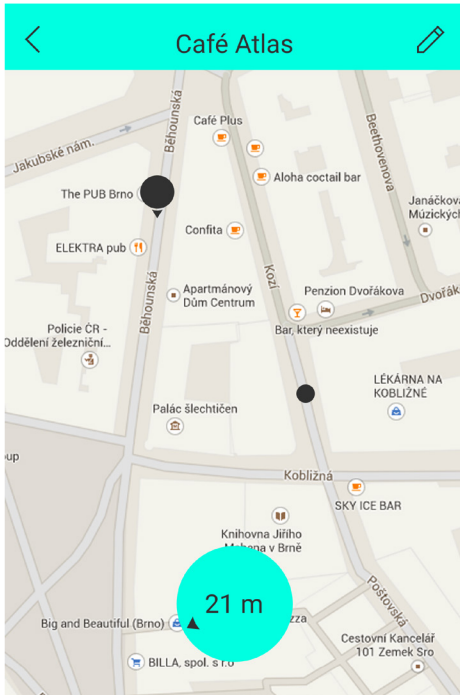 Café Atlas
Café Plus
Běhounská
Beethovenova
Jakubské nám.
Aloha coctail bar
The PUB Brno
Janáčkov
Múzických
Confita
ELEKTRA pub
Kozí
Apartmánový
Dům Centrum
Penzion Dvořákova
Dvořák
Běhounská
Bar, který neexistuje
Policie ČR -
Oddělení železniční...
LÉKÁRNA NA
KOBLIŽNÉ
Palác šlechtičen
oup
Kobližná
SKY ICE BAR
Knihovna Jiřího
Mahena v Brně
21 m
Poštovská
Big and Beautiful (Brno)
zza
Cestovní Kancelář
101 Zemek Sro
BILLA, spol. s r.o